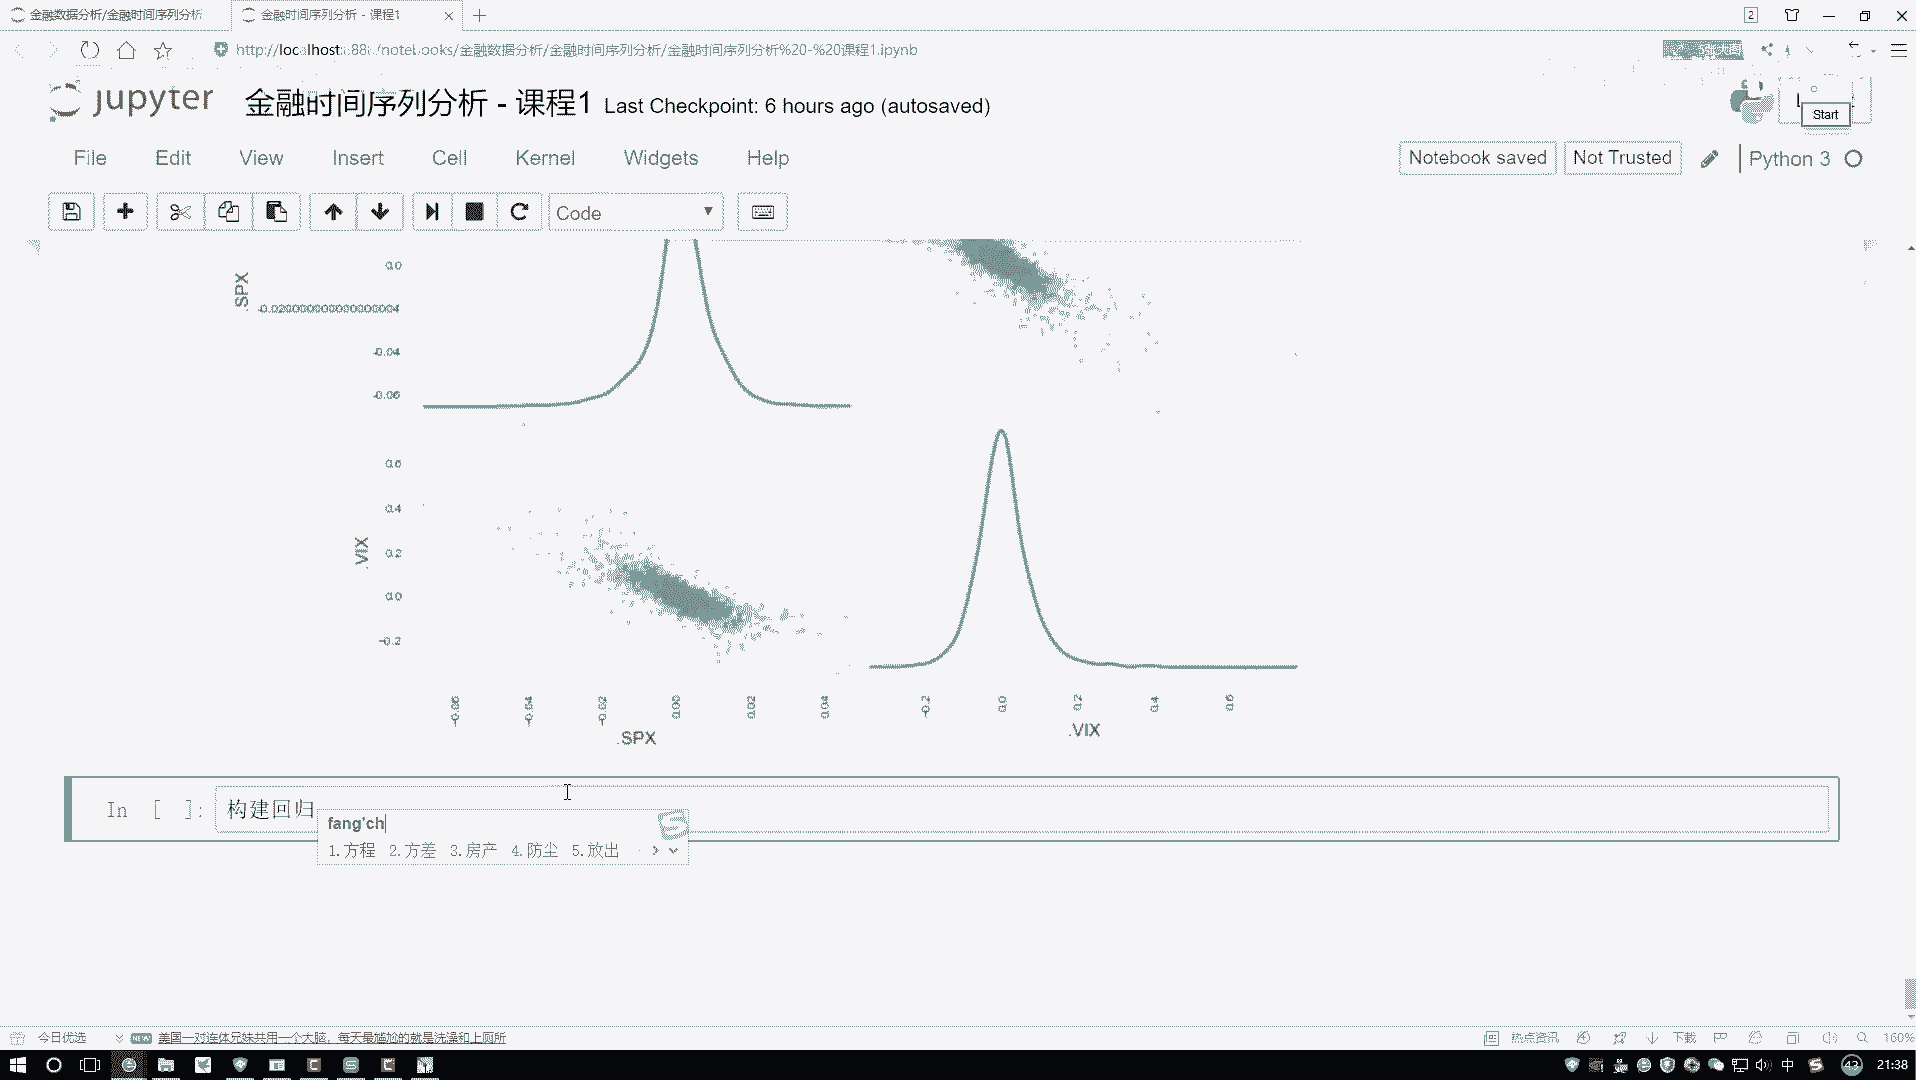 金融数据分析/金融时间序列分析
金融时间序列分析 - 课程1
2
/notebooks/金融数据分析/金融时间序列分析/金融时间序列分析%20-%20课程1.ipynb
jupyter
金融时间序列分析 - 课程1 Last Checkpoint: 6 hours ago (autosaved)
Start
File Edit View Insert Cell Kernel Widgets Help
Notebook saved
Not Trusted
Python 3
Code
.SPX
0.0
-0.020000000000000004
-0.04
-0.06
.VIX
0.6
0.4
0.2
0.0
-0.2
-0.06 -0.04 -0.02 0.00 0.02 0.04
.SPX
-0.2 0.0 0.2 0.4 0.6
.VIX
In [ ]: 构建回归
fang'ch
1.方程 2.方差 3.房产 4.防尘 5.放出
今日优选
NEW
美国一对连体兄妹共用一个大脑，每天最尴尬的就是洗澡和上厕所
热点资讯
下载
160%
中
43
21:38